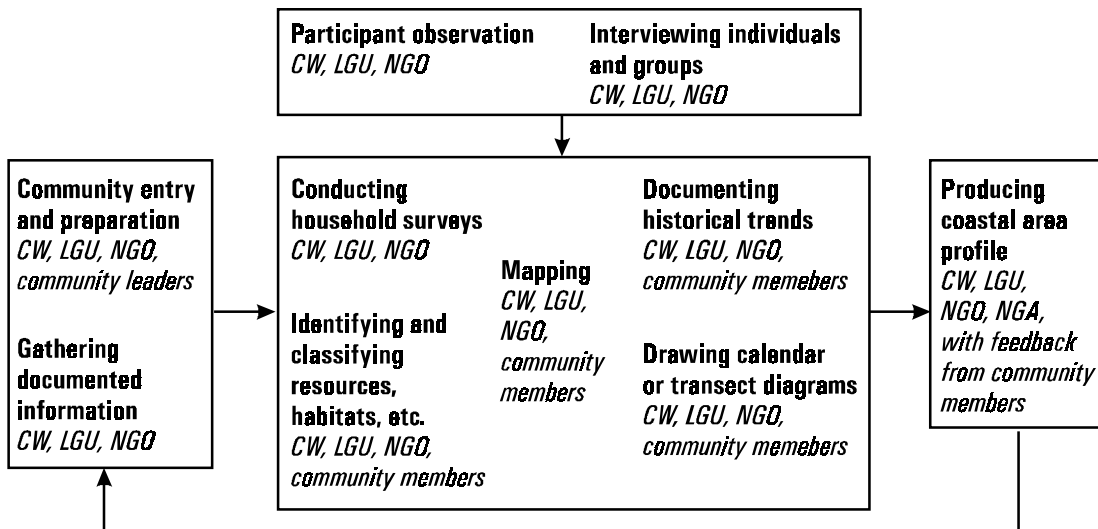 Participant observation
CW, LGU, NGO
Interviewing individuals
and groups
CW, LGU, NGO
Community entry
and preparation
CW, LGU, NGO,
community leaders
Gathering
documented
information
CW, LGU, NGO
Conducting
household surveys
CW, LGU, NGO
Identifying and
classifying
resources,
habitats, etc.
CW, LGU, NGO,
community members
Mapping
CW, LGU,
NGO,
community
members
Documenting
historical trends
CW, LGU, NGO,
community memebers
Drawing calendar
or transect diagrams
CW, LGU, NGO,
community memebers
Producing
coastal area
profile
CW, LGU,
NGO, NGA,
with feedback
from community
members